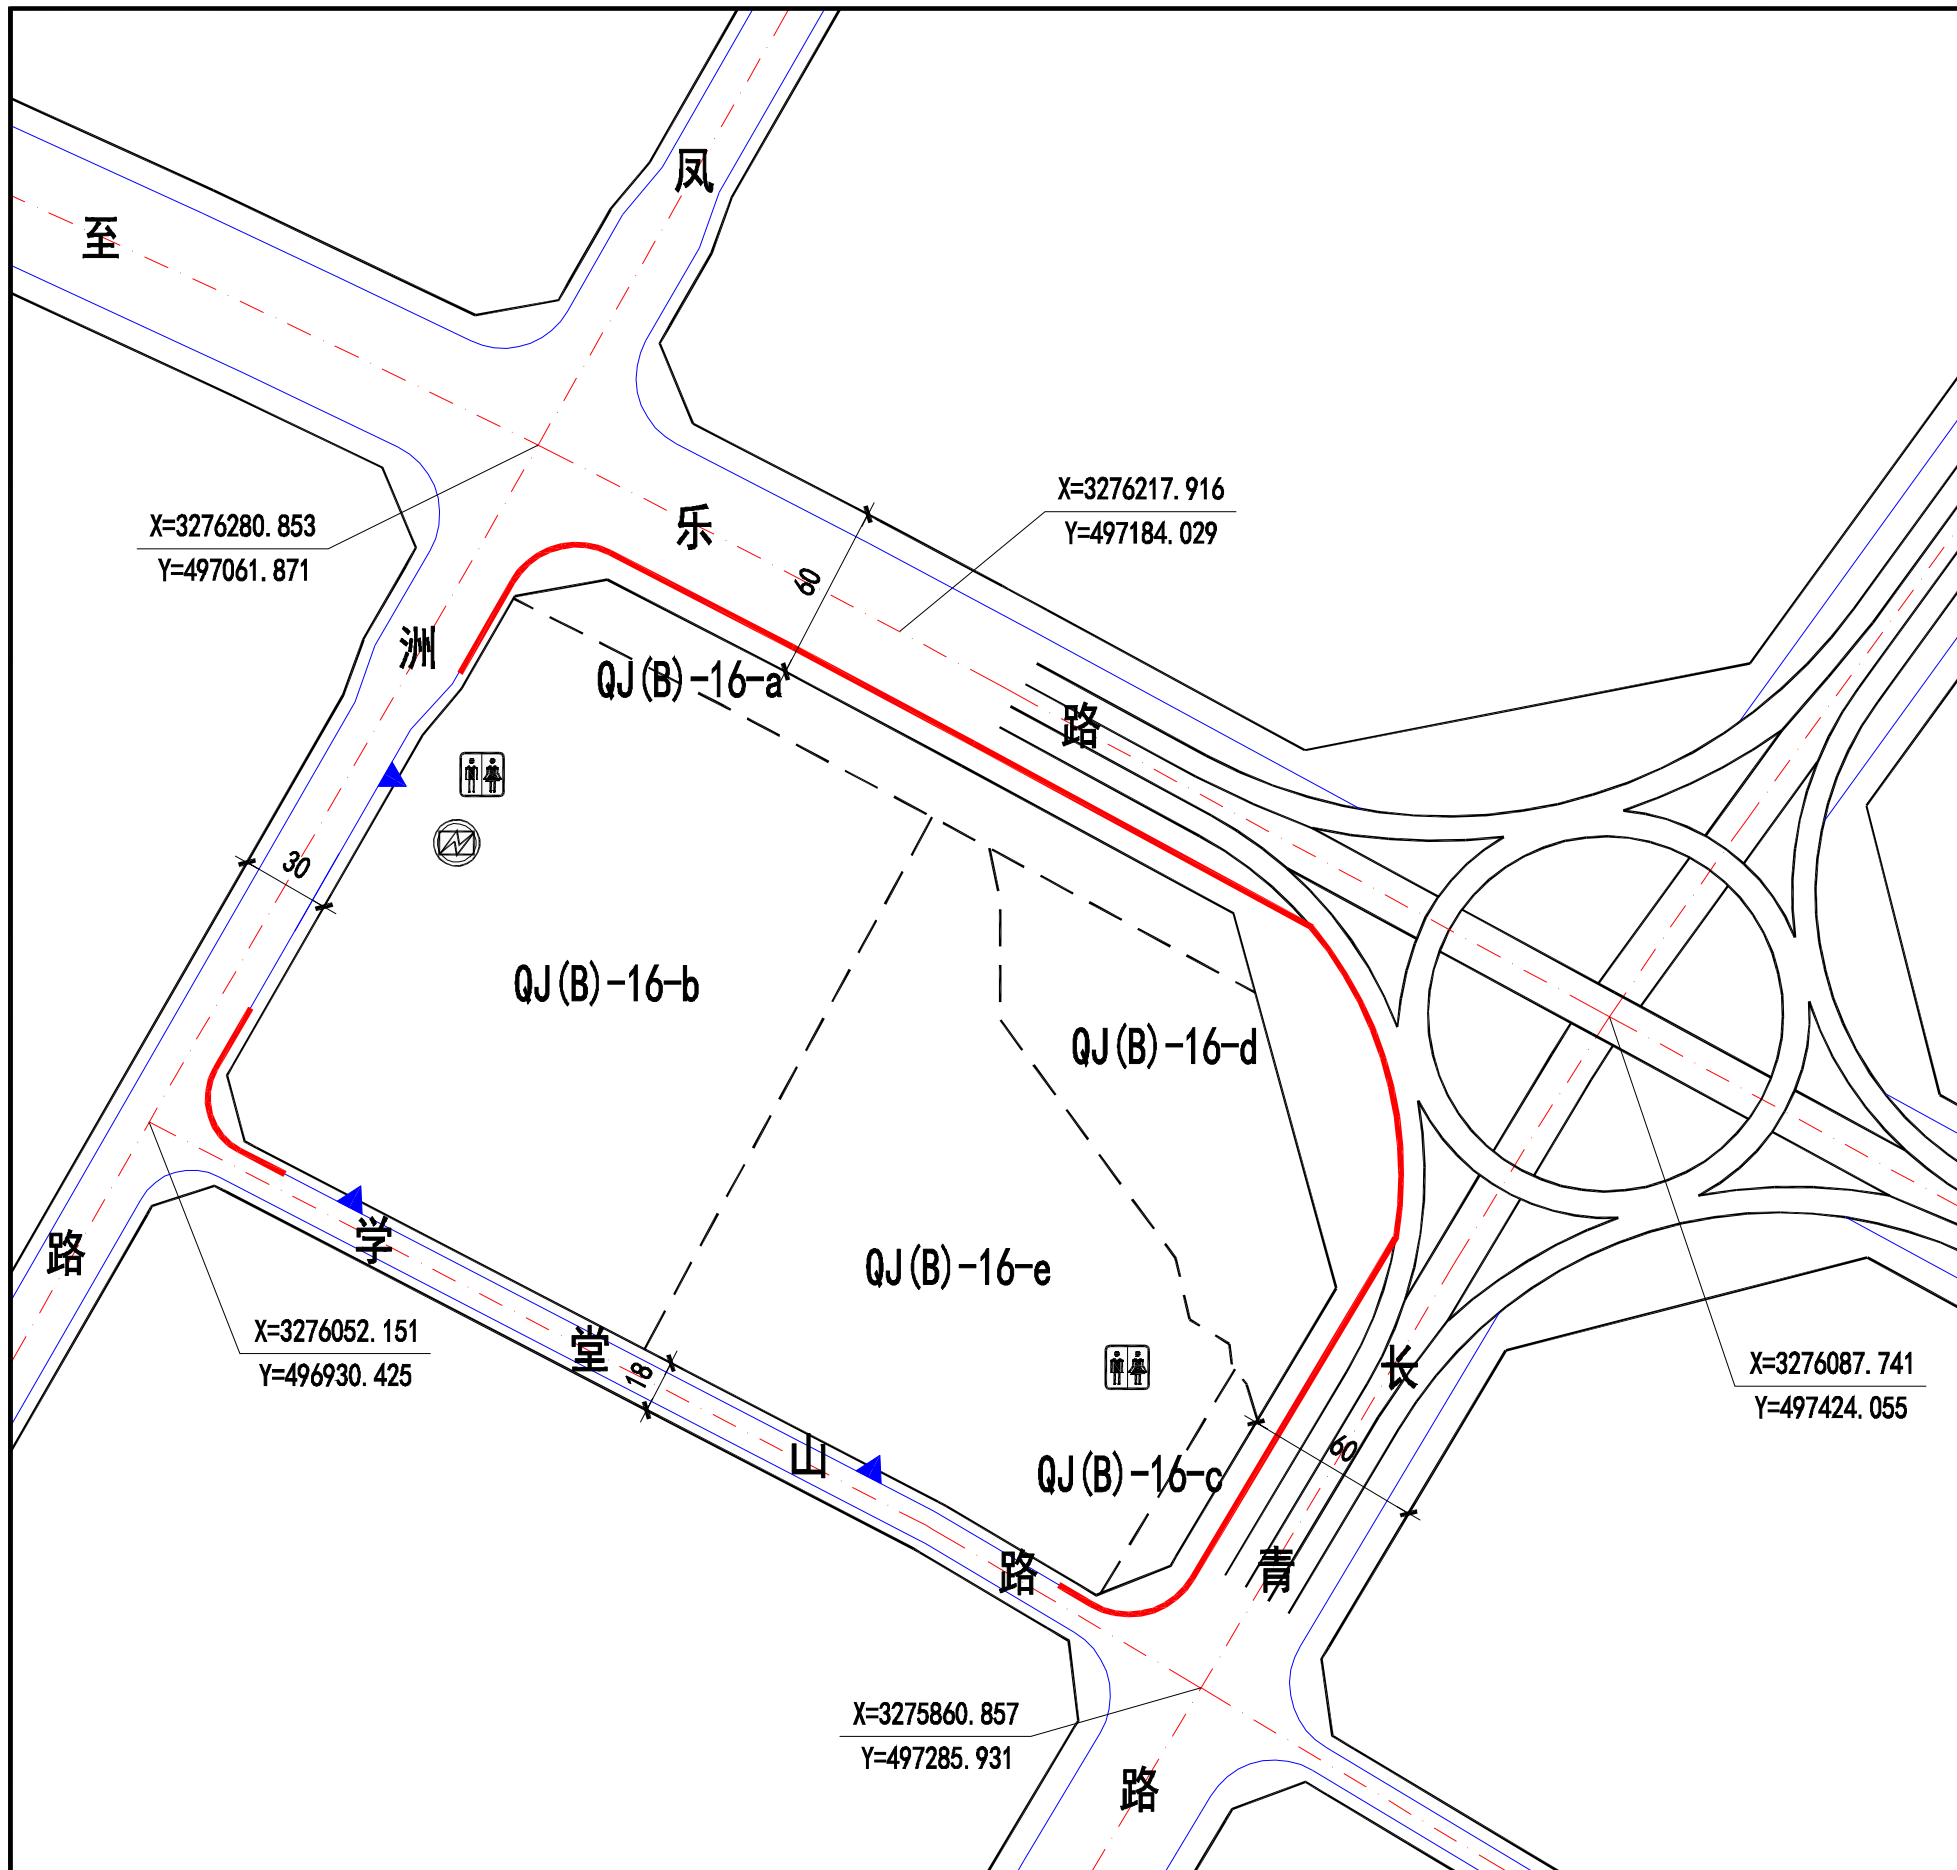 凤
至
X=3276217.916
Y=497184.029
X=3276280.853
Y=497061.871
乐
60
洲
QJ(B)-16-a
路
30
QJ(B)-16-b
QJ(B)-16-d
路
学
QJ(B)-16-e
X=3276052.151
Y=496930.425
堂
18
长
X=3276087.741
Y=497424.055
山
60
QJ(B)-16-c
路
青
X=3275860.857
Y=497285.931
路